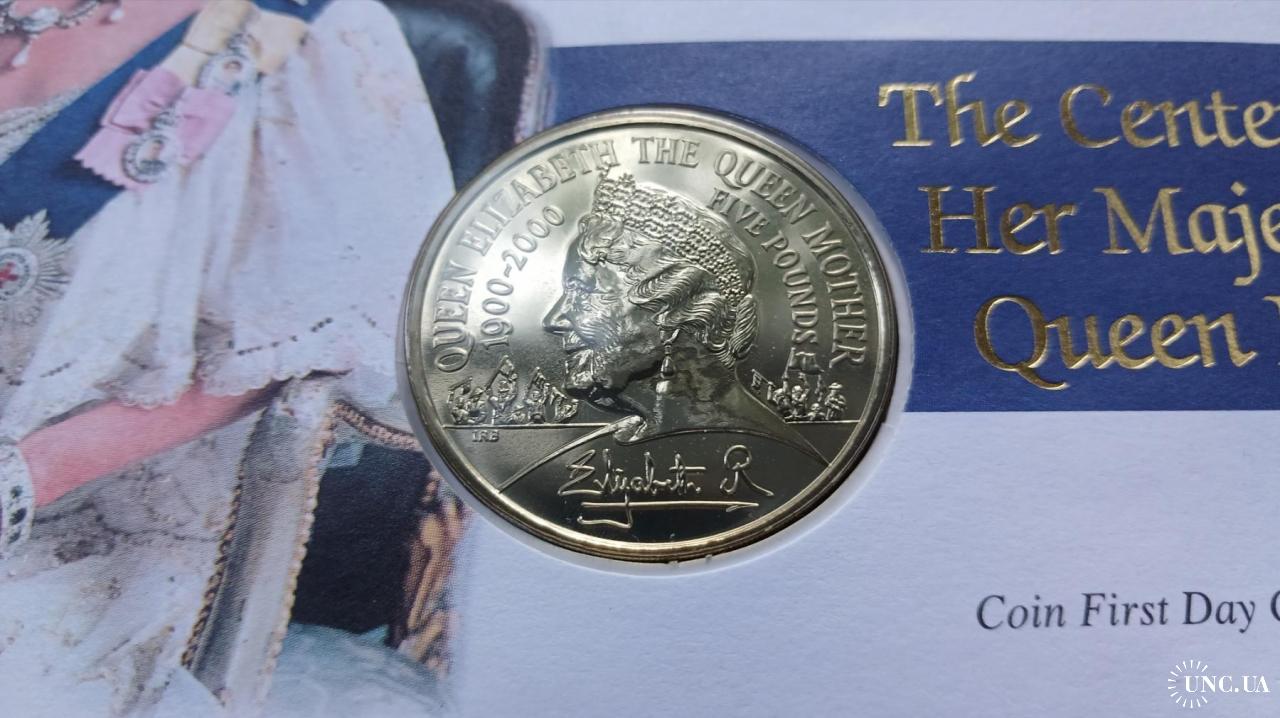 QUEEN ELIZABETH THE QUEEN MOTHER
1900-2000
FIVE POUNDS
IRB
Elizabeth R
The Cente
Her Maje
Queen
Coin First Day
UNC.UA